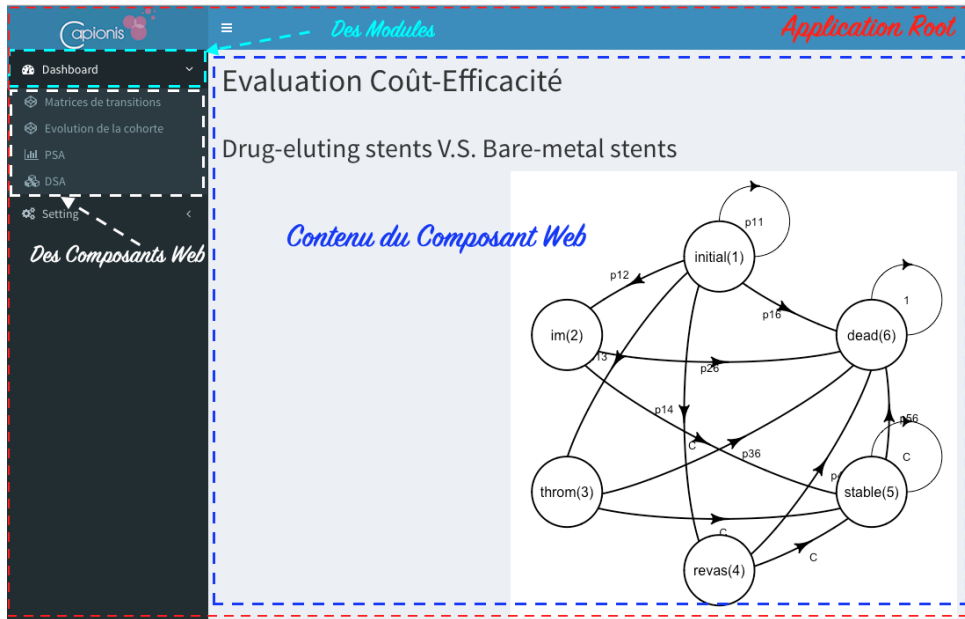 Capionis
Des Modules
Application Root
Dashboard
Matrices de transitions
Evolution de la cohorte
PSA
DSA
Setting
Des Composants Web
Evaluation Coût-Efficacité
Drug-eluting stents V.S. Bare-metal stents
Contenu du Composant Web
p11
initial(1)
p12
p16
1
im(2)
dead(6)
13
p26
p14
p56
C
p36
C
throm(3)
stable(5)
C
revas(4)
C